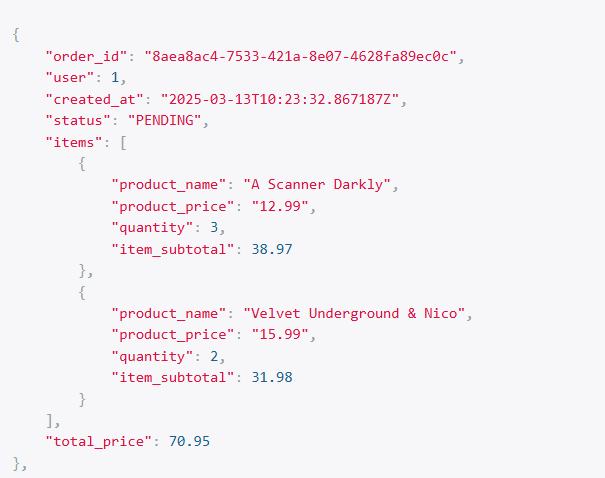 {
    "order_id": "8aea8ac4-7533-421a-8e07-4628fa89ec0c",
    "user": 1,
    "created_at": "2025-03-13T10:23:32.867187Z",
    "status": "PENDING",
    "items": [
        {
            "product_name": "A Scanner Darkly",
            "product_price": "12.99",
            "quantity": 3,
            "item_subtotal": 38.97
        },
        {
            "product_name": "Velvet Underground & Nico",
            "product_price": "15.99",
            "quantity": 2,
            "item_subtotal": 31.98
        }
    ],
    "total_price": 70.95
},